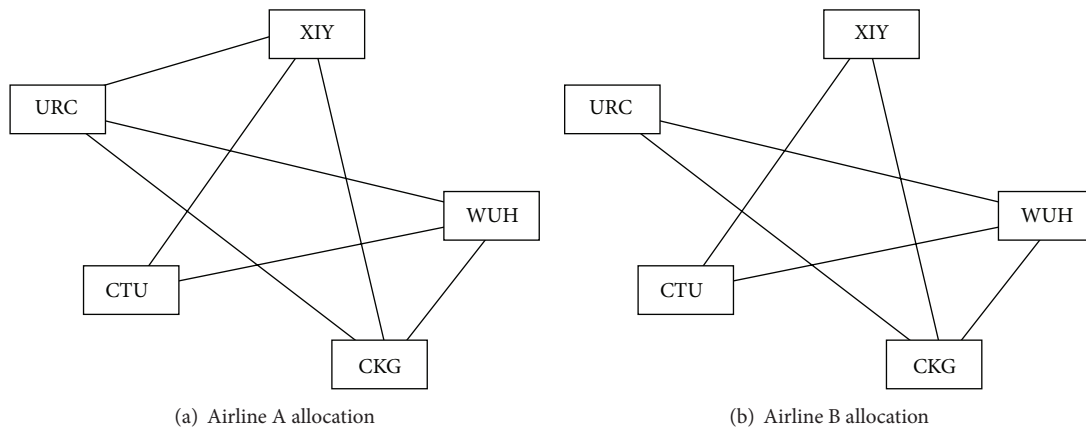 XIY
URC
WUH
CTU
CKG
(a) Airline A allocation
XIY
URC
WUH
CTU
CKG
(b) Airline B allocation